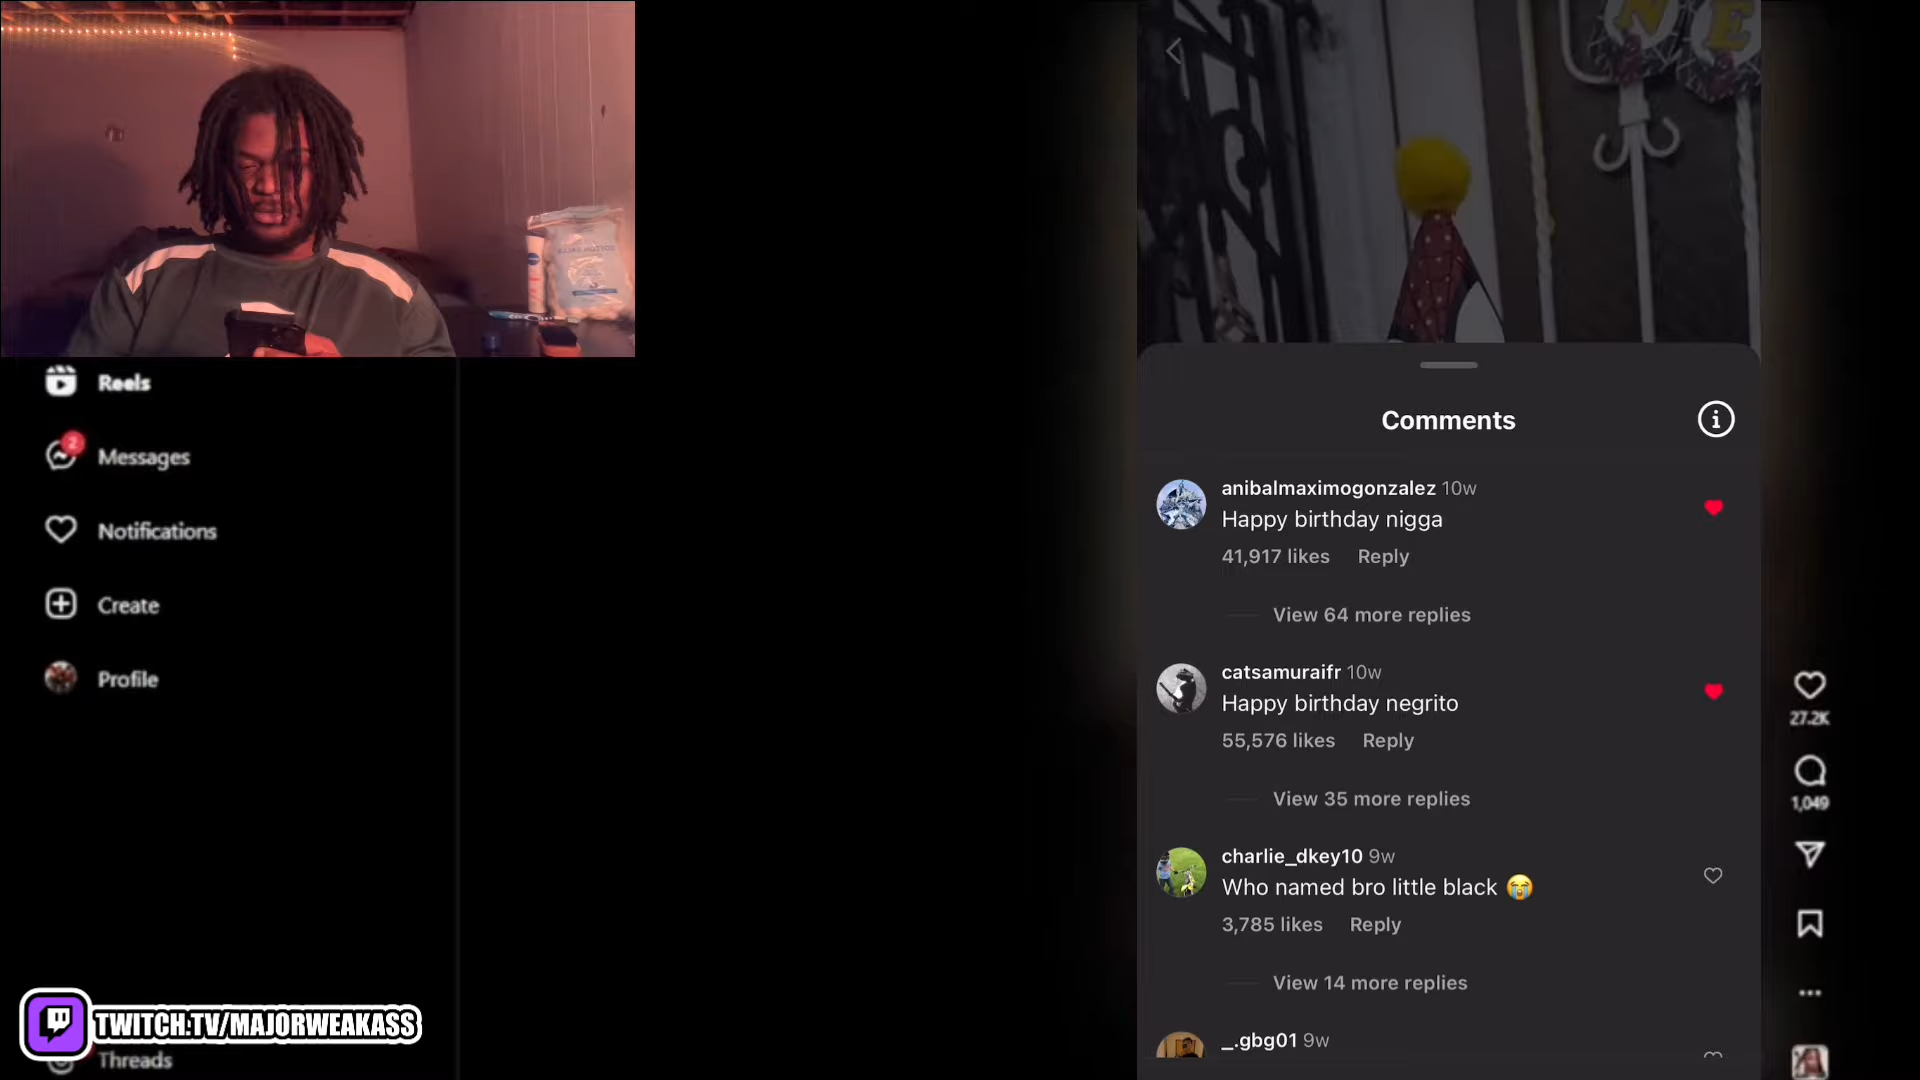 NE
Reels
2
Messages
Notifications
Create
Profile
Threads
TWITCH.TV/MAJORWEAKASS
Comments
anibalmaximogonzalez 10w
Happy birthday nigga
41,917 likes Reply
View 64 more replies
catsamuraifr 10w
Happy birthday negrito
55,576 likes Reply
View 35 more replies
charlie_dkey10 9w
Who named bro little black 😭
3,785 likes Reply
View 14 more replies
_.gbg01 9w
27.2K
1,049